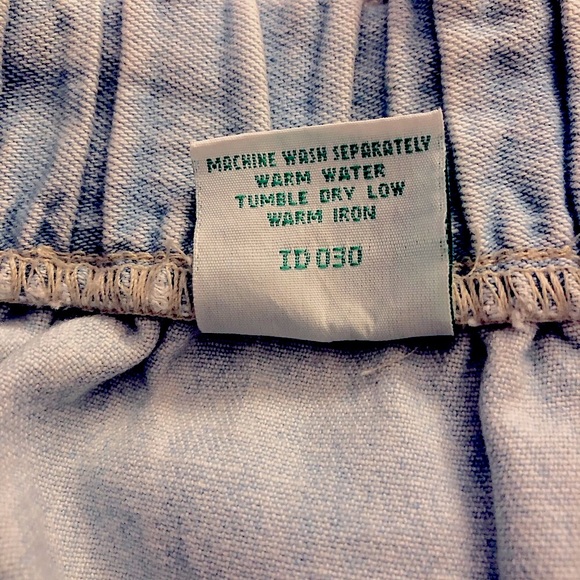 MACHINE WASH SEPARATELY
WARM WATER
TUMBLE DRY LOW
WARM IRON
ID 030